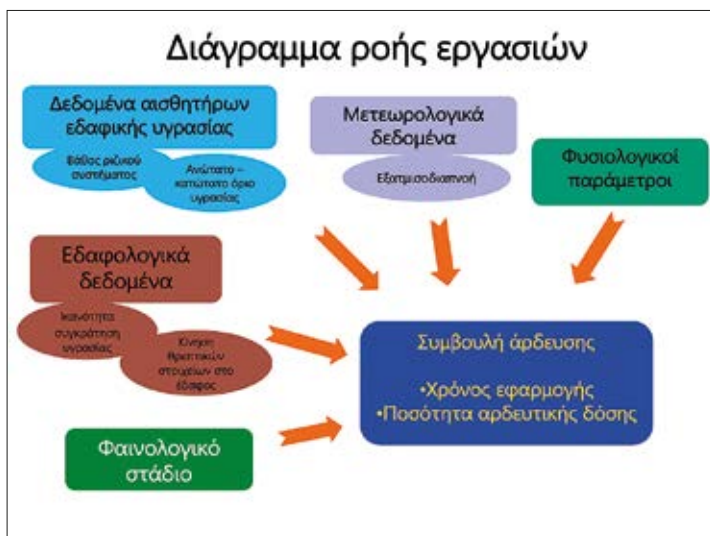 Διάγραμμα ροής εργασιών
Δεδομένα αισθητήρων
εδαφικής υγρασίας
Βάθος ριζικού
συστήματος
Ανώτατο –
κατώτατο όριο
υγρασίας
Μετεωρολογικά
δεδομένα
Εξατμισοδιαπνοή
Φυσιολογικοί
παράμετροι
Εδαφολογικά
δεδομένα
Ικανότητα
συγκράτηση
υγρασίας
Κίνηση
θρεπτικών
στοιχείων στο
έδαφος
Συμβουλή άρδευσης
•Χρόνος εφαρμογής
•Ποσότητα αρδευτικής δόσης
Φαινολογικό
στάδιο